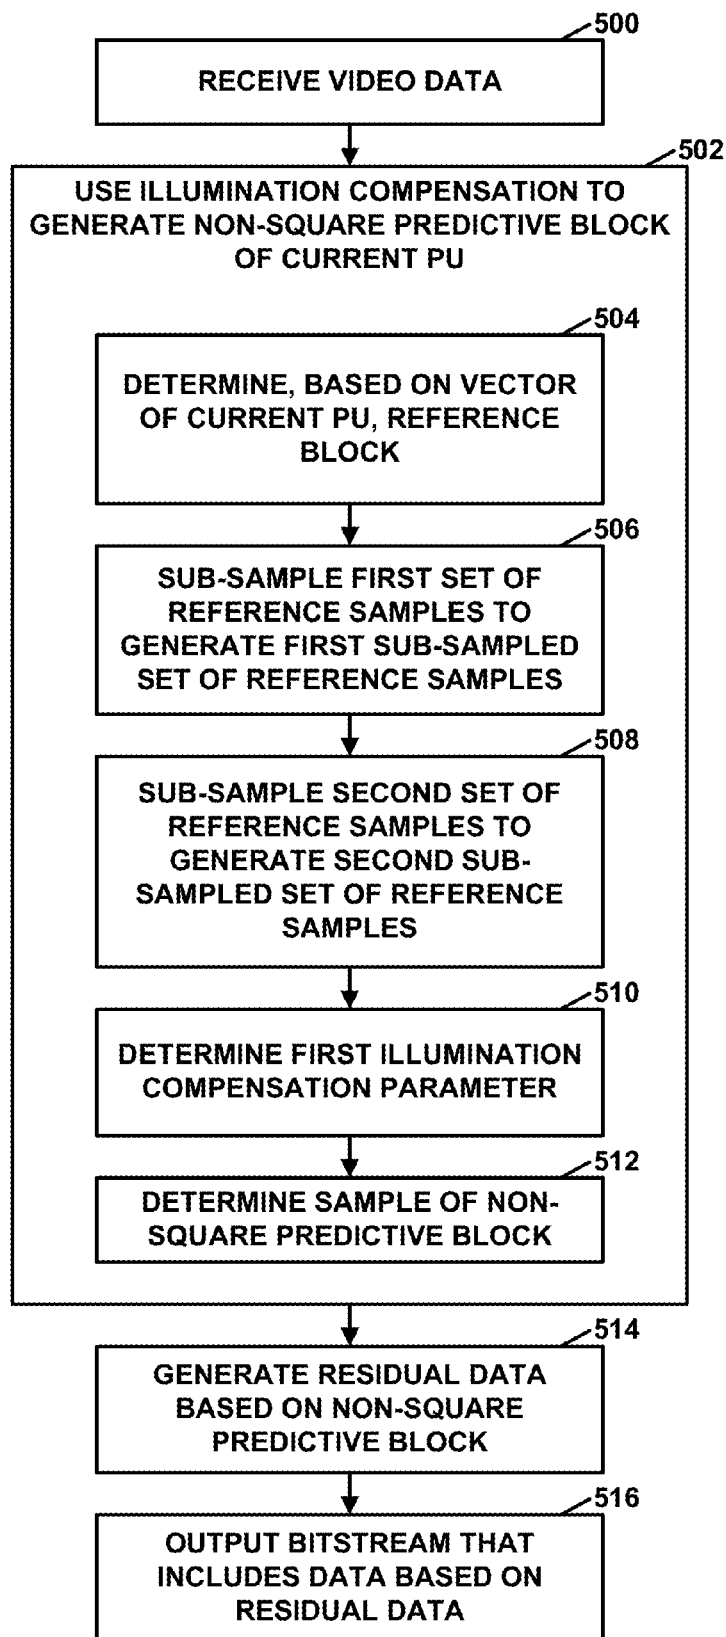 500
RECEIVE VIDEO DATA
502
USE ILLUMINATION COMPENSATION TO
GENERATE NON-SQUARE PREDICTIVE BLOCK
OF CURRENT PU
504
DETERMINE, BASED ON VECTOR
OF CURRENT PU, REFERENCE
BLOCK
506
SUB-SAMPLE FIRST SET OF
REFERENCE SAMPLES TO
GENERATE FIRST SUB-SAMPLED
SET OF REFERENCE SAMPLES
508
SUB-SAMPLE SECOND SET OF
REFERENCE SAMPLES TO
GENERATE SECOND SUB-
SAMPLED SET OF REFERENCE
SAMPLES
510
DETERMINE FIRST ILLUMINATION
COMPENSATION PARAMETER
512
DETERMINE SAMPLE OF NON-
SQUARE PREDICTIVE BLOCK
514
GENERATE RESIDUAL DATA
BASED ON NON-SQUARE
PREDICTIVE BLOCK
516
OUTPUT BITSTREAM THAT
INCLUDES DATA BASED ON
RESIDUAL DATA